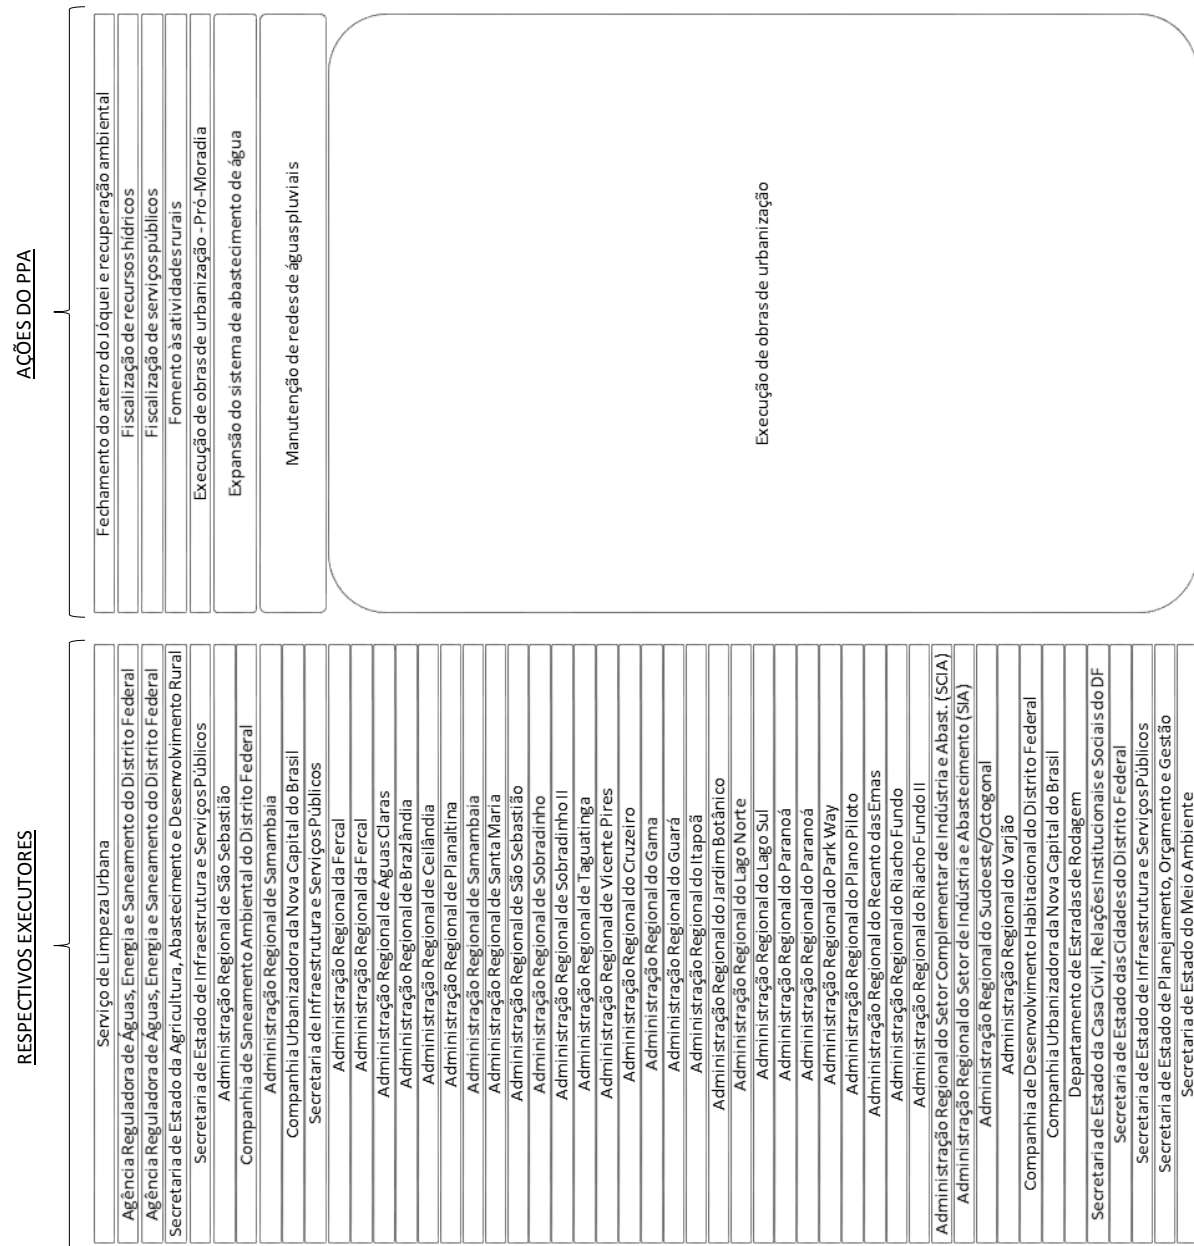 AÇÕES DO PPA
Fechamento do aterro do Jóquei e recuperação ambiental
Fiscalização de recursos hídricos
Fiscalização de serviços públicos
Fomento às atividades rurais
Execução de obras de urbanização - Pró-Moradia
Expansão do sistema de abastecimento de água
Manutenção de redes de águas pluviais
Execução de obras de urbanização
RESPECTIVOS EXECUTORES
Serviço de Limpeza Urbana
Agência Reguladora de Águas, Energia e Saneamento do Distrito Federal
Agência Reguladora de Águas, Energia e Saneamento do Distrito Federal
Secretaria de Estado da Agricultura, Abastecimento e Desenvolvimento Rural
Secretaria de Estado de Infraestrutura e Serviços Públicos
Administração Regional de São Sebastião
Companhia de Saneamento Ambiental do Distrito Federal
Administração Regional de Samambaia
Companhia Urbanizadora da Nova Capital do Brasil
Secretaria de Infraestrutura e Serviços Públicos
Administração Regional da Fercal
Administração Regional da Fercal
Administração Regional de Águas Claras
Administração Regional de Brazlândia
Administração Regional de Ceilândia
Administração Regional de Planaltina
Administração Regional de Samambaia
Administração Regional de Santa Maria
Administração Regional de São Sebastião
Administração Regional de Sobradinho
Administração Regional de Sobradinho II
Administração Regional de Taguatinga
Administração Regional de Vicente Pires
Administração Regional do Cruzeiro
Administração Regional do Gama
Administração Regional do Guará
Administração Regional do Itapoã
Administração Regional do Jardim Botânico
Administração Regional do Lago Norte
Administração Regional do Lago Sul
Administração Regional do Paranoá
Administração Regional do Paranoá
Administração Regional do Park Way
Administração Regional do Plano Piloto
Administração Regional do Recanto das Emas
Administração Regional do Riacho Fundo
Administração Regional do Riacho Fundo II
Administração Regional do Setor Complementar de Indústria e Abast. (SCIA)
Administração Regional do Setor de Indústria e Abastecimento (SIA)
Administração Regional do Sudoeste/Octogonal
Administração Regional do Varjão
Companhia de Desenvolvimento Habitacional do Distrito Federal
Companhia Urbanizadora da Nova Capital do Brasil
Departamento de Estradas de Rodagem
Secretaria de Estado da Casa Civil, Relações Institucionais e Sociais do DF
Secretaria de Estado das Cidades do Distrito Federal
Secretaria de Estado de Infraestrutura e Serviços Públicos
Secretaria de Estado de Planejamento, Orçamento e Gestão
Secretaria de Estado do Meio Ambiente